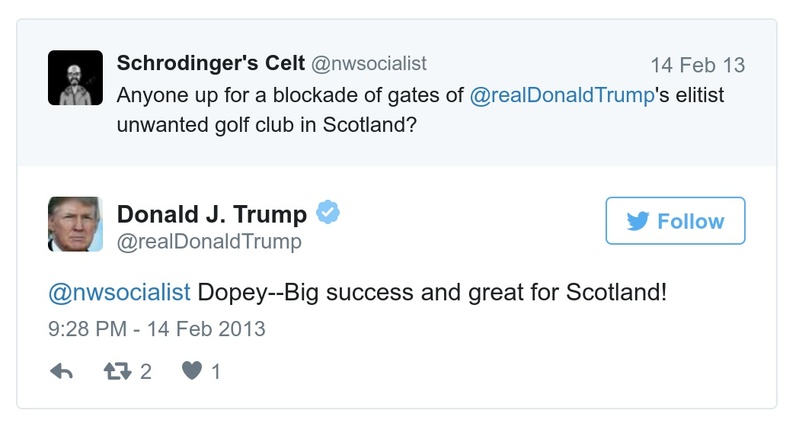 Schrodinger's Celt @nwsocialist 14 Feb 13
Anyone up for a blockade of gates of @realDonaldTrump's elitist
unwanted golf club in Scotland?
Donald J. Trump
Follow
@realDonaldTrump
@nwsocialist Dopey--Big success and great for Scotland!
9:28 PM - 14 Feb 2013
2 1